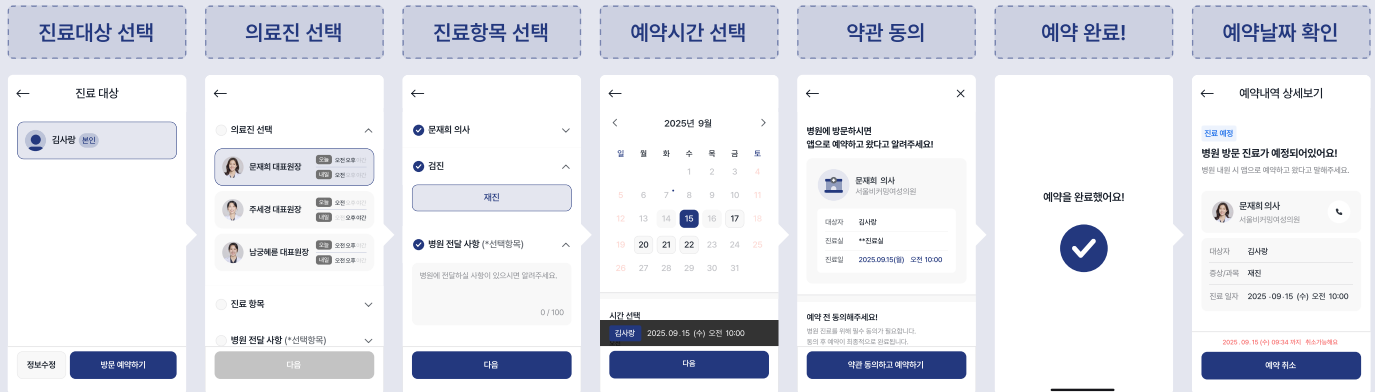 진료대상 선택
의료진 선택
진료항목 선택
예약시간 선택
약관 동의
예약 완료!
예약날짜 확인
진료 대상
김사랑 본인
정보수정
방문 예약하기
의료진 선택
문재희 대표원장
오늘 오전 오후 야간
내일 오전 오후 야간
주세경 대표원장
오늘 오전 오후 야간
내일 오전 오후 야간
남궁혜륜 대표원장
오늘 오전 오후 야간
내일 오전 오후 야간
진료 항목
병원 전달 사항 (*선택항목)
다음
문재희 의사
검진
재진
병원 전달 사항 (*선택항목)
병원에 전달하실 사항이 있으시면 알려주세요.
0 / 100
다음
2025년 9월
일 월 화 수 목 금 토
1 2 3 4
5 6 7 8 9 10 11
12 13 14 15 16 17 18
19 20 21 22 23 24 25
26 27 28 29 30 31
시간 선택
김사랑 2025. 09. 15 (수) 오전 10:00
다음
병원에 방문하시면
앱으로 예약하고 왔다고 알려주세요!
문재희 의사
서울비커밍여성의원
대상자 김사랑
진료실 **진료실
진료일 2025.09.15(월) 오전 10:00
예약 전 동의해주세요!
병원 진료를 위해 필수 동의가 필요합니다.
동의 후 예약이 최종적으로 완료됩니다.
약관 동의하고 예약하기
예약을 완료했어요!
예약내역 상세보기
진료 예정
병원 방문 진료가 예정되어있어요!
병원 내원 시 앱으로 예약하고 왔다고 말해주세요.
문재희 의사
서울비커밍여성의원
대상자 김사랑
증상/과목 재진
진료 일자 2025 .09 .15 (수) 오전 10:00
2025 . 09. 15 (수) 09:34 까지 취소가능해요
예약 취소